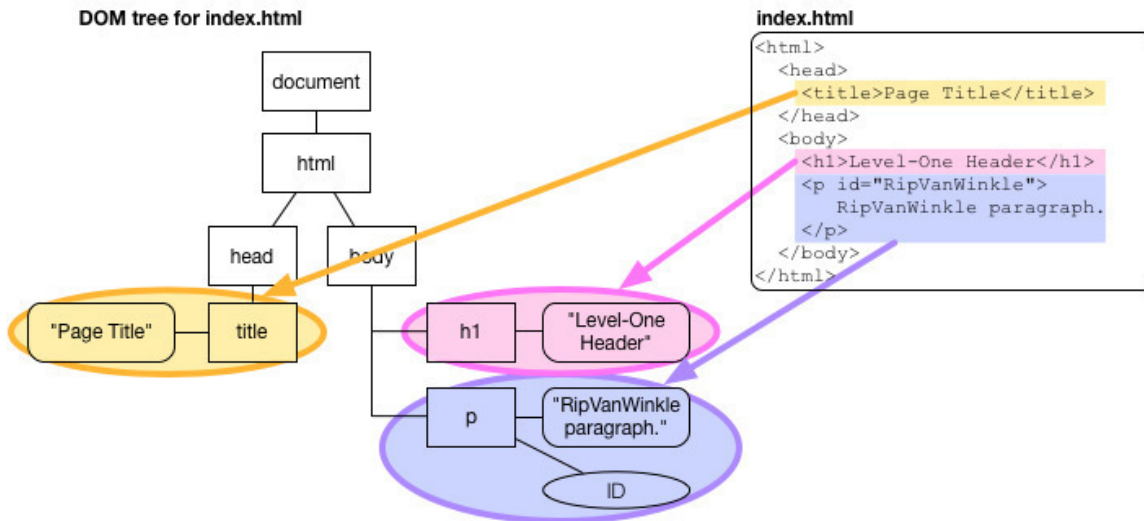 DOM tree for index.html
document
html
head
body
"Page Title"
title
h1
"Level-One
Header"
p
"RipVanWinkle
paragraph."
ID
index.html
<html>
<head>
<title>Page Title</title>
</head>
<body>
<h1>Level-One Header</h1>
<p id="RipVanWinkle">
RipVanWinkle paragraph.
</p>
</body>
</html>